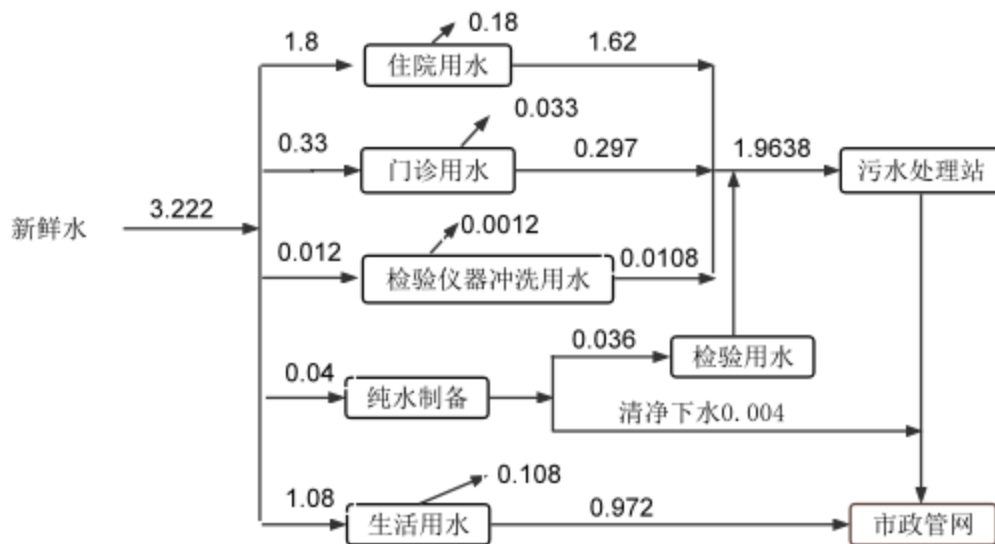 0.18
1.8
住院用水
1.62
0.033
0.33
门诊用水
0.297
1.9638
污水处理站
新鲜水
3.222
0.0012
0.012
检验仪器冲洗用水
0.0108
0.036
检验用水
0.04
纯水制备
清净下水0.004
0.108
1.08
生活用水
0.972
市政管网